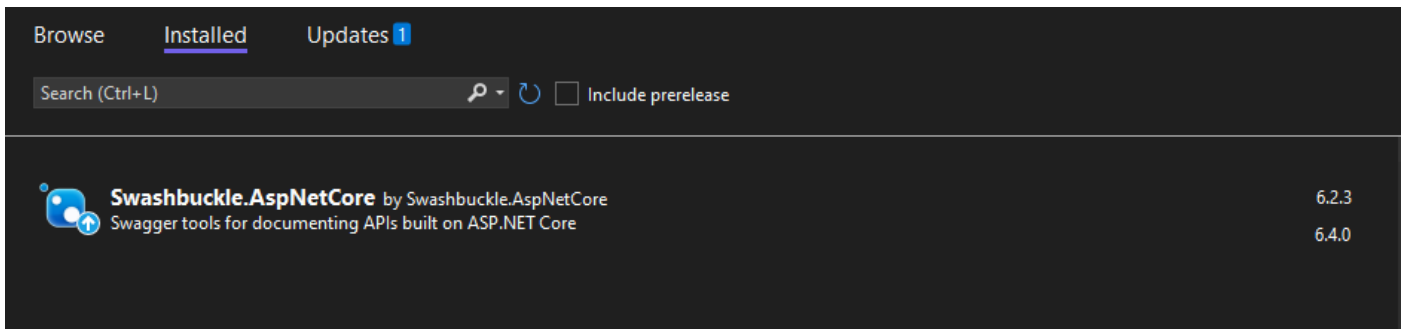 Browse Installed Updates 1
Search (Ctrl+L) Include prerelease
Swashbuckle.AspNetCore by Swashbuckle.AspNetCore 6.2.3
Swagger tools for documenting APIs built on ASP.NET Core
6.4.0